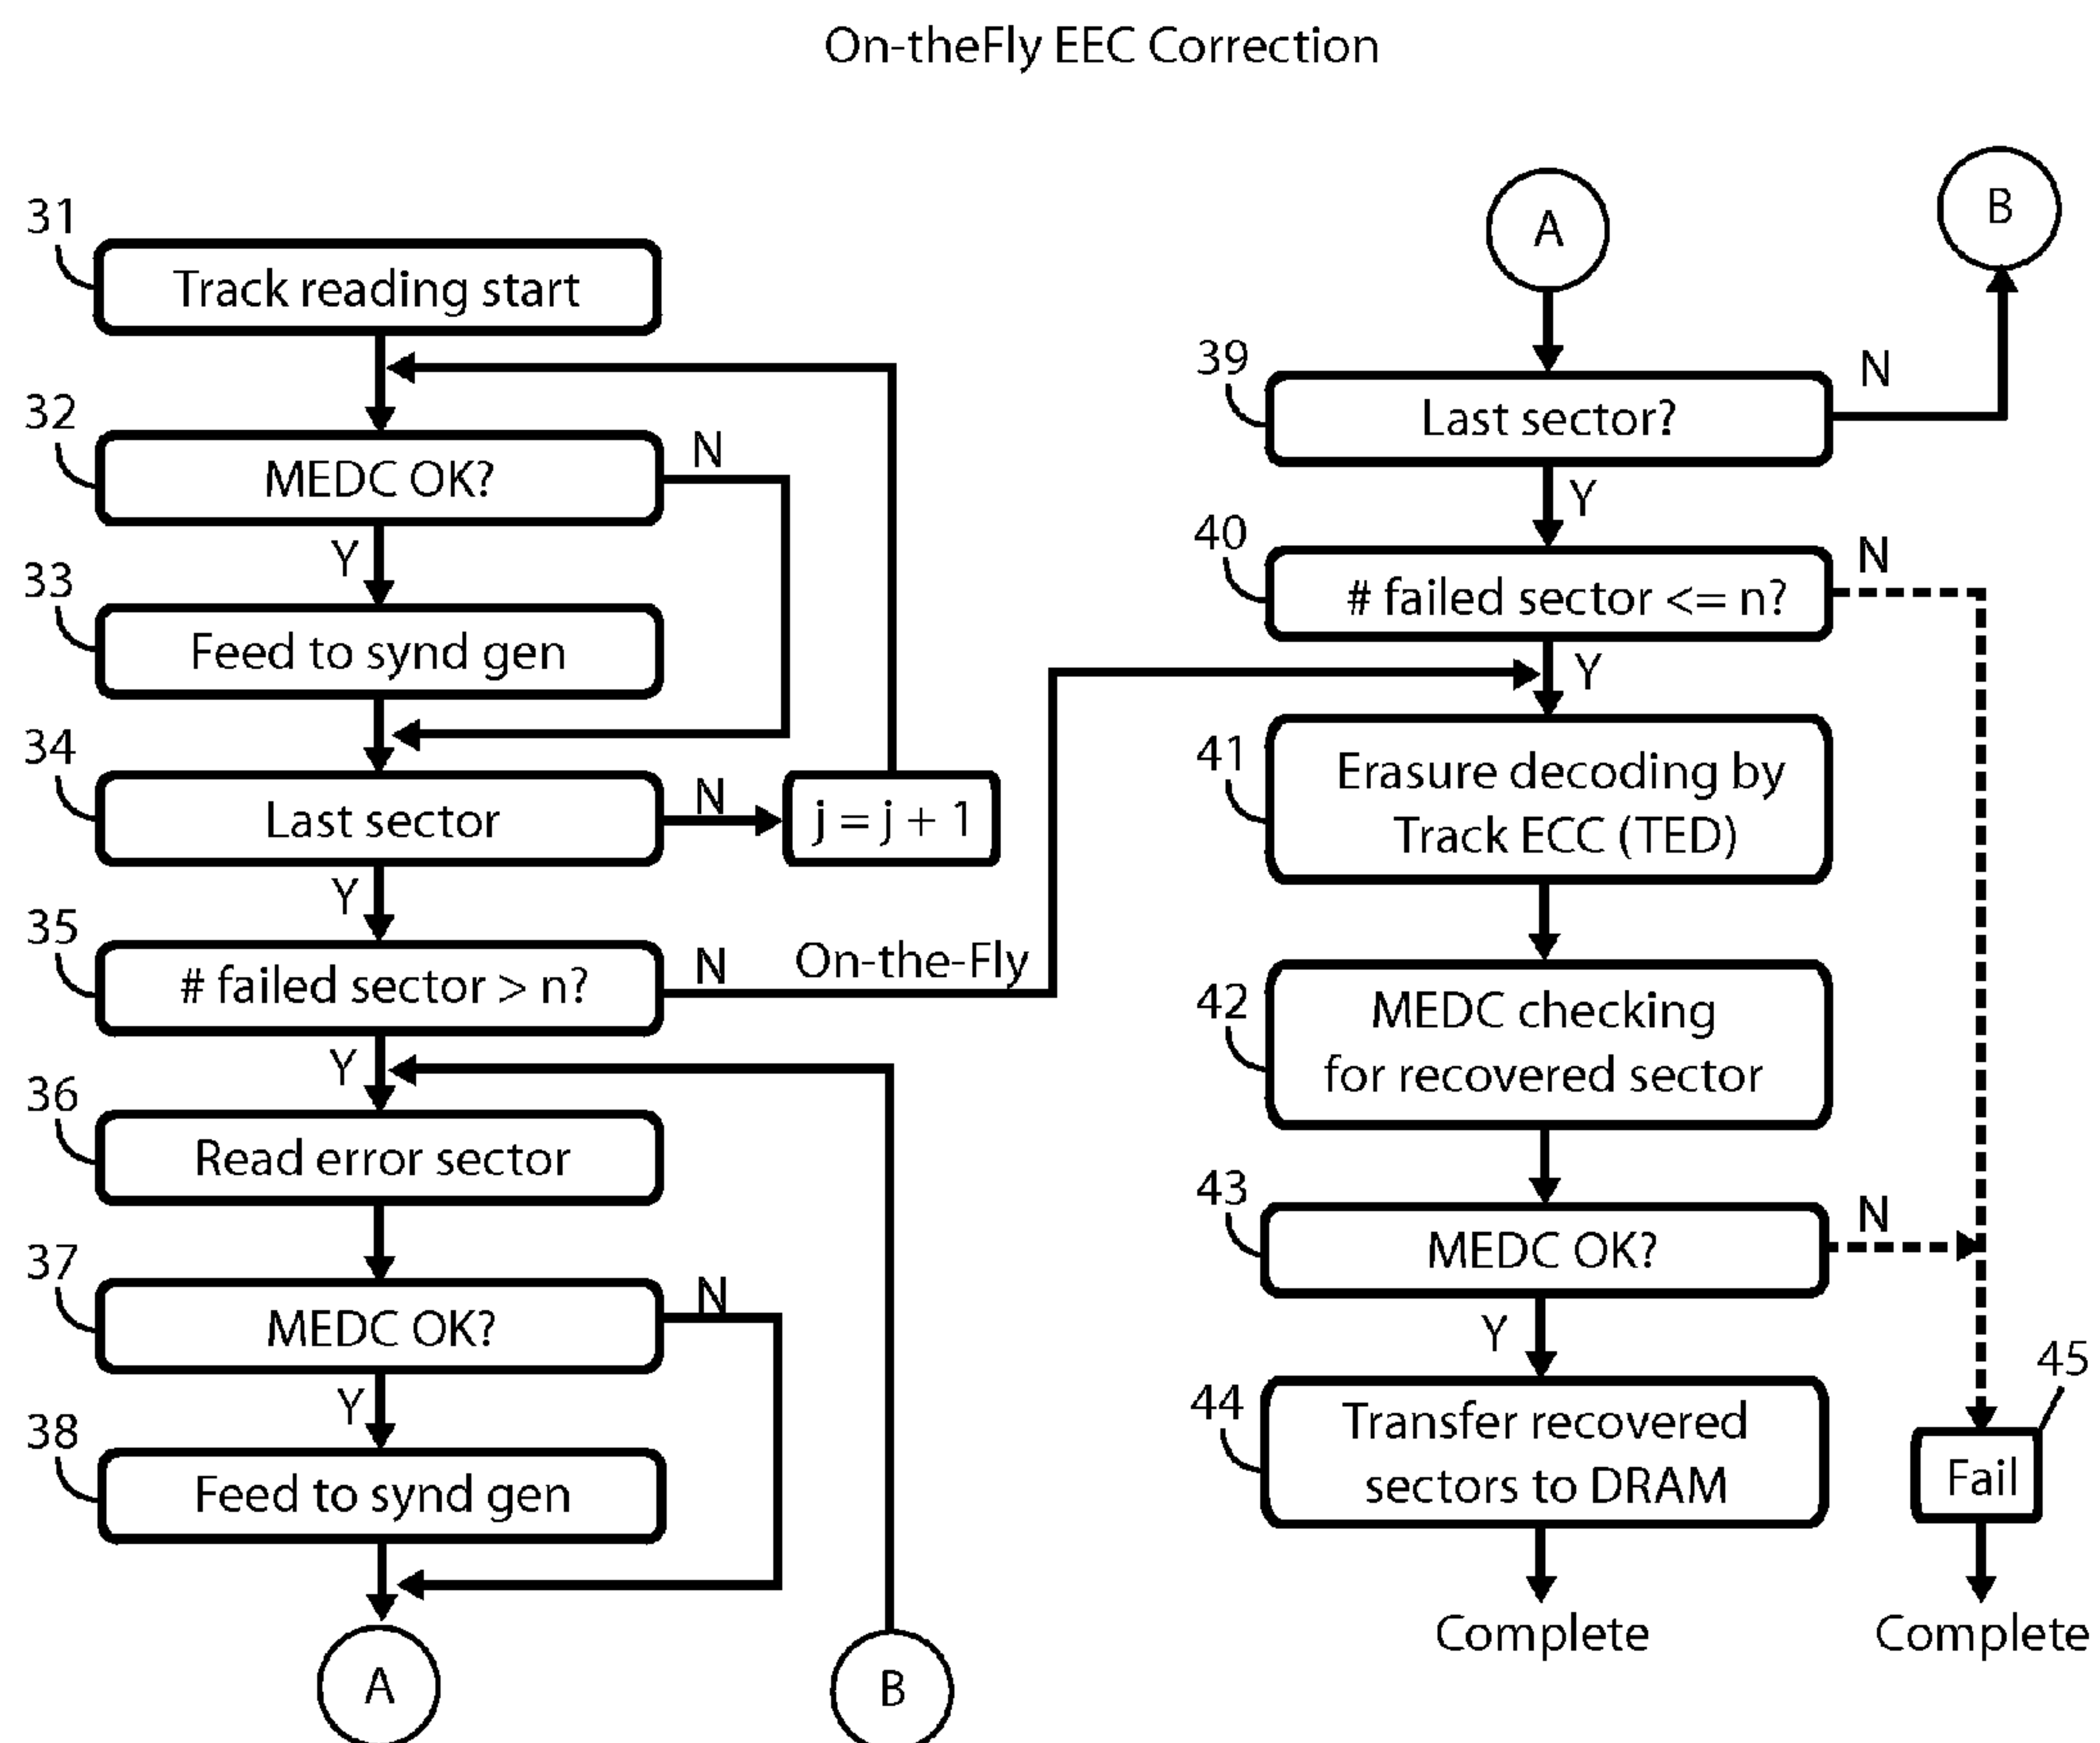 On-theFly EEC Correction
31
Track reading start
32
MEDC OK?
N
Y
33
Feed to synd gen
34
Last sector
N
j = j + 1
Y
35
# failed sector > n?
N
On-the-Fly
Y
36
Read error sector
37
MEDC OK?
N
Y
38
Feed to synd gen
A
B
A
B
39
Last sector?
N
Y
40
# failed sector <= n?
N
Y
41
Erasure decoding by
Track ECC (TED)
42
MEDC checking
for recovered sector
43
MEDC OK?
N
Y
44
Transfer recovered
sectors to DRAM
45
Fail
Complete
Complete